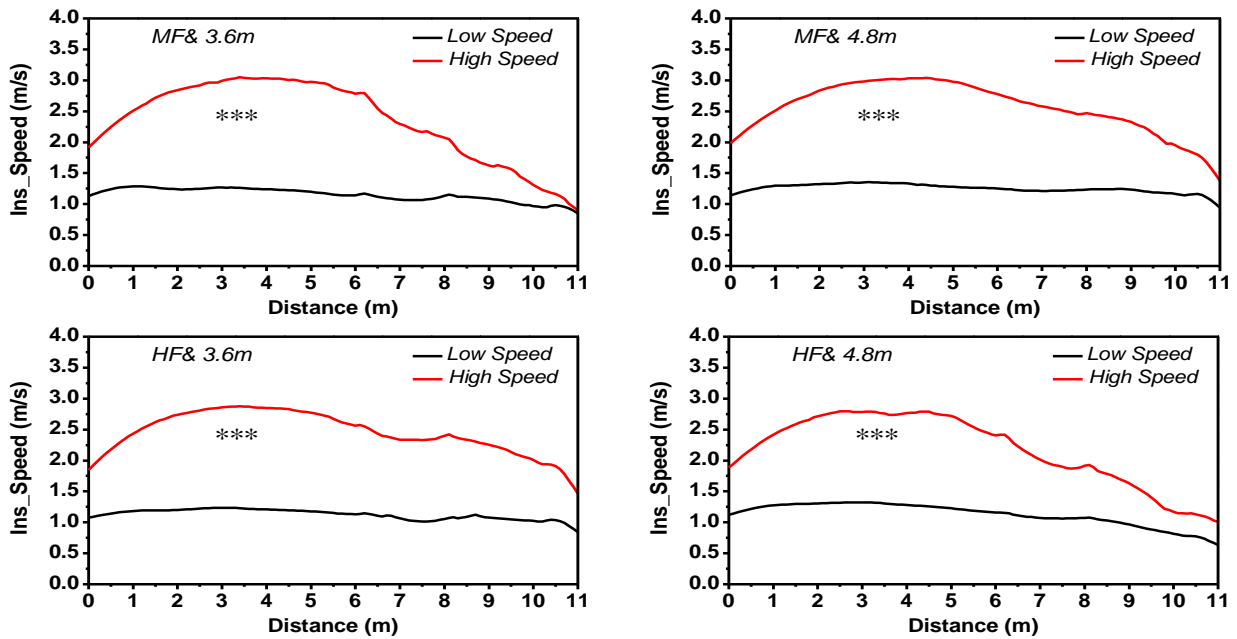 MF& 3.6m
Low Speed
High Speed
***
Ins_Speed (m/s)
4.0
3.5
3.0
2.5
2.0
1.5
1.0
0.5
0.0
0 1 2 3 4 5 6 7 8 9 10 11
Distance (m)
MF& 4.8m
Low Speed
High Speed
***
Ins_Speed (m/s)
4.0
3.5
3.0
2.5
2.0
1.5
1.0
0.5
0.0
0 1 2 3 4 5 6 7 8 9 10 11
Distance (m)
HF& 3.6m
Low Speed
High Speed
***
Ins_Speed (m/s)
4.0
3.5
3.0
2.5
2.0
1.5
1.0
0.5
0.0
0 1 2 3 4 5 6 7 8 9 10 11
Distance (m)
HF& 4.8m
Low Speed
High Speed
***
Ins_Speed (m/s)
4.0
3.5
3.0
2.5
2.0
1.5
1.0
0.5
0.0
0 1 2 3 4 5 6 7 8 9 10 11
Distance (m)